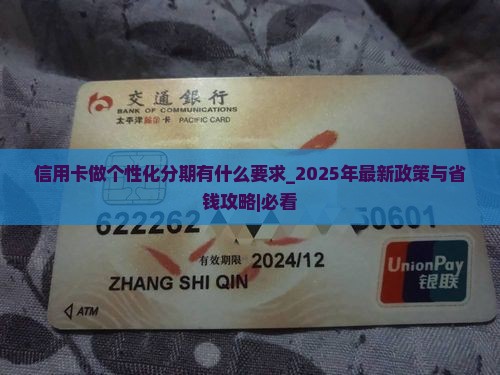 交通銀行
BANK OF COMMUNICATIONS
太平洋 卡 PACIFIC CARD
信用卡做个性化分期有什么要求_2025年最新政策与省
钱攻略|必看
622262 30601
有效期限 2024/12
ZHANG SHI QIN
UnionPay
银联
ATM